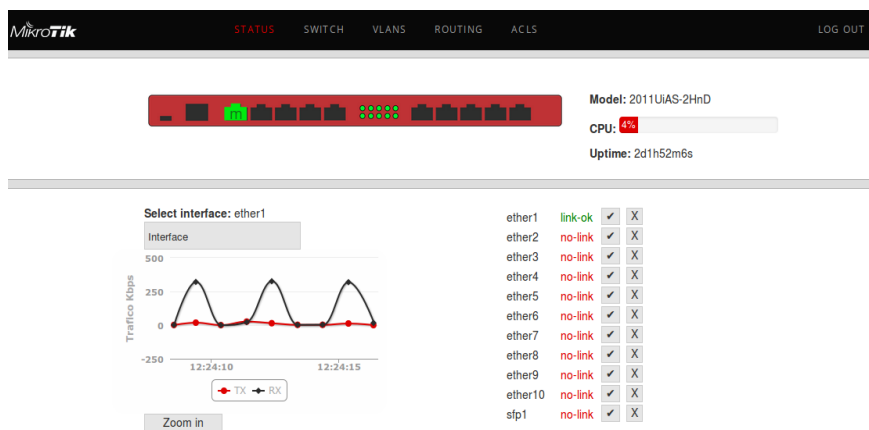 MikroTik STATUS SWITCH VLANS ROUTING ACLS LOG OUT
m
Model: 2011UiAS-2HnD
CPU: 4%
Uptime: 2d1h52m6s
Select interface: ether1
Interface
500
250
0
-250
Trafico Kbps
12:24:10 12:24:15
TX RX
Zoom in
ether1 link-ok ✔ X
ether2 no-link ✔ X
ether3 no-link ✔ X
ether4 no-link ✔ X
ether5 no-link ✔ X
ether6 no-link ✔ X
ether7 no-link ✔ X
ether8 no-link ✔ X
ether9 no-link ✔ X
ether10 no-link ✔ X
sfp1 no-link ✔ X